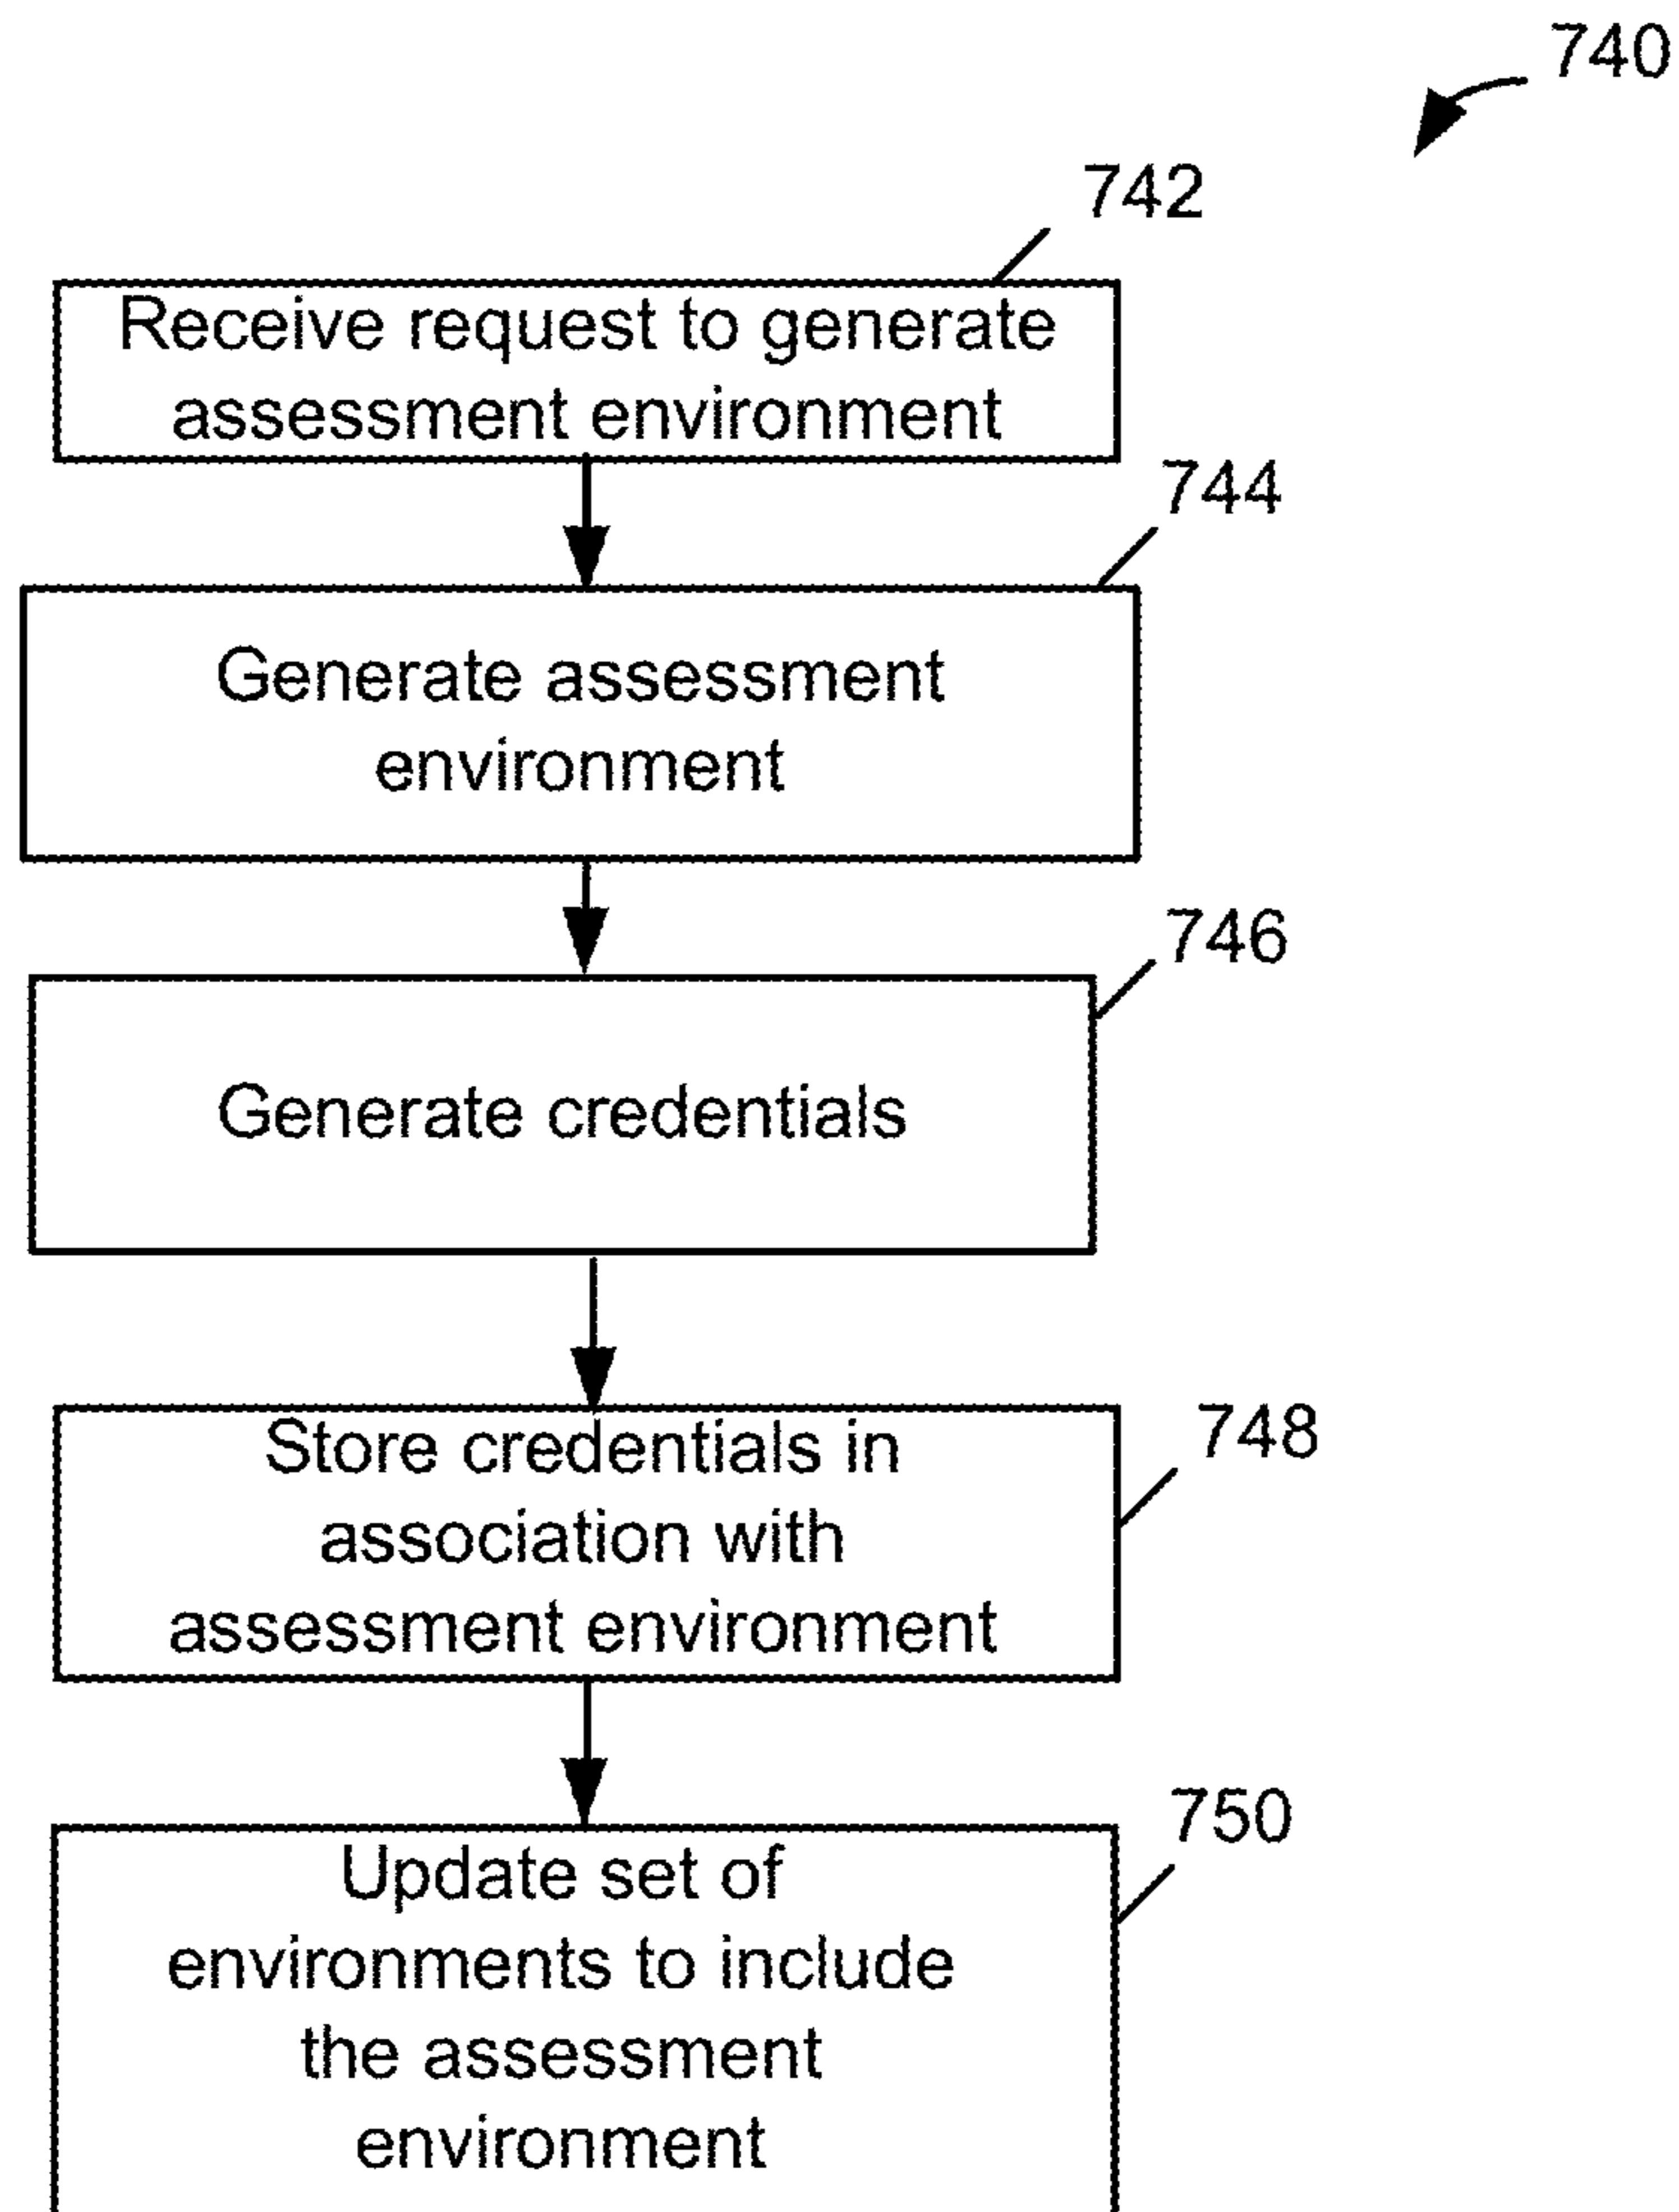 740
742
Receive request to generate
assessment environment
744
Generate assessment
environment
746
Generate credentials
748
Store credentials in
association with
assessment environment
750
Update set of
environments to include
the assessment
environment